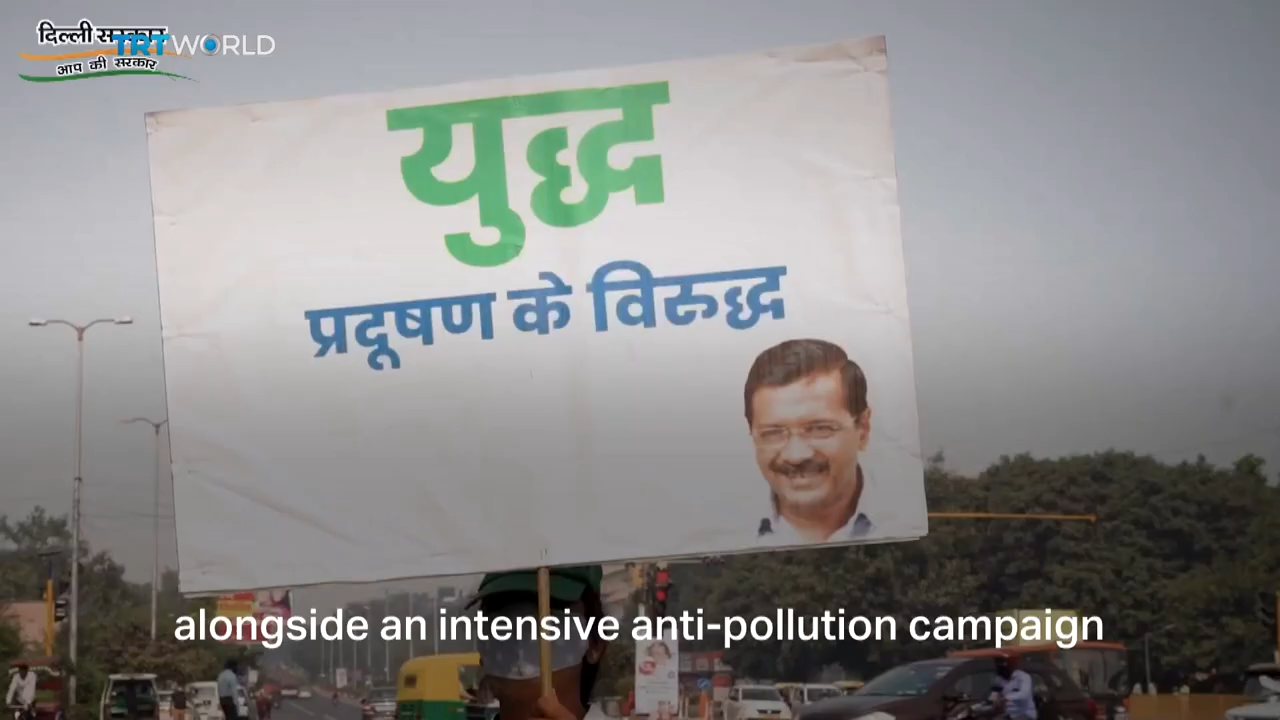 दिल्ली सरकार
TRT WORLD
आप की सरकार
युद्ध
प्रदूषण के विरुद्ध
alongside an intensive anti-pollution campaign